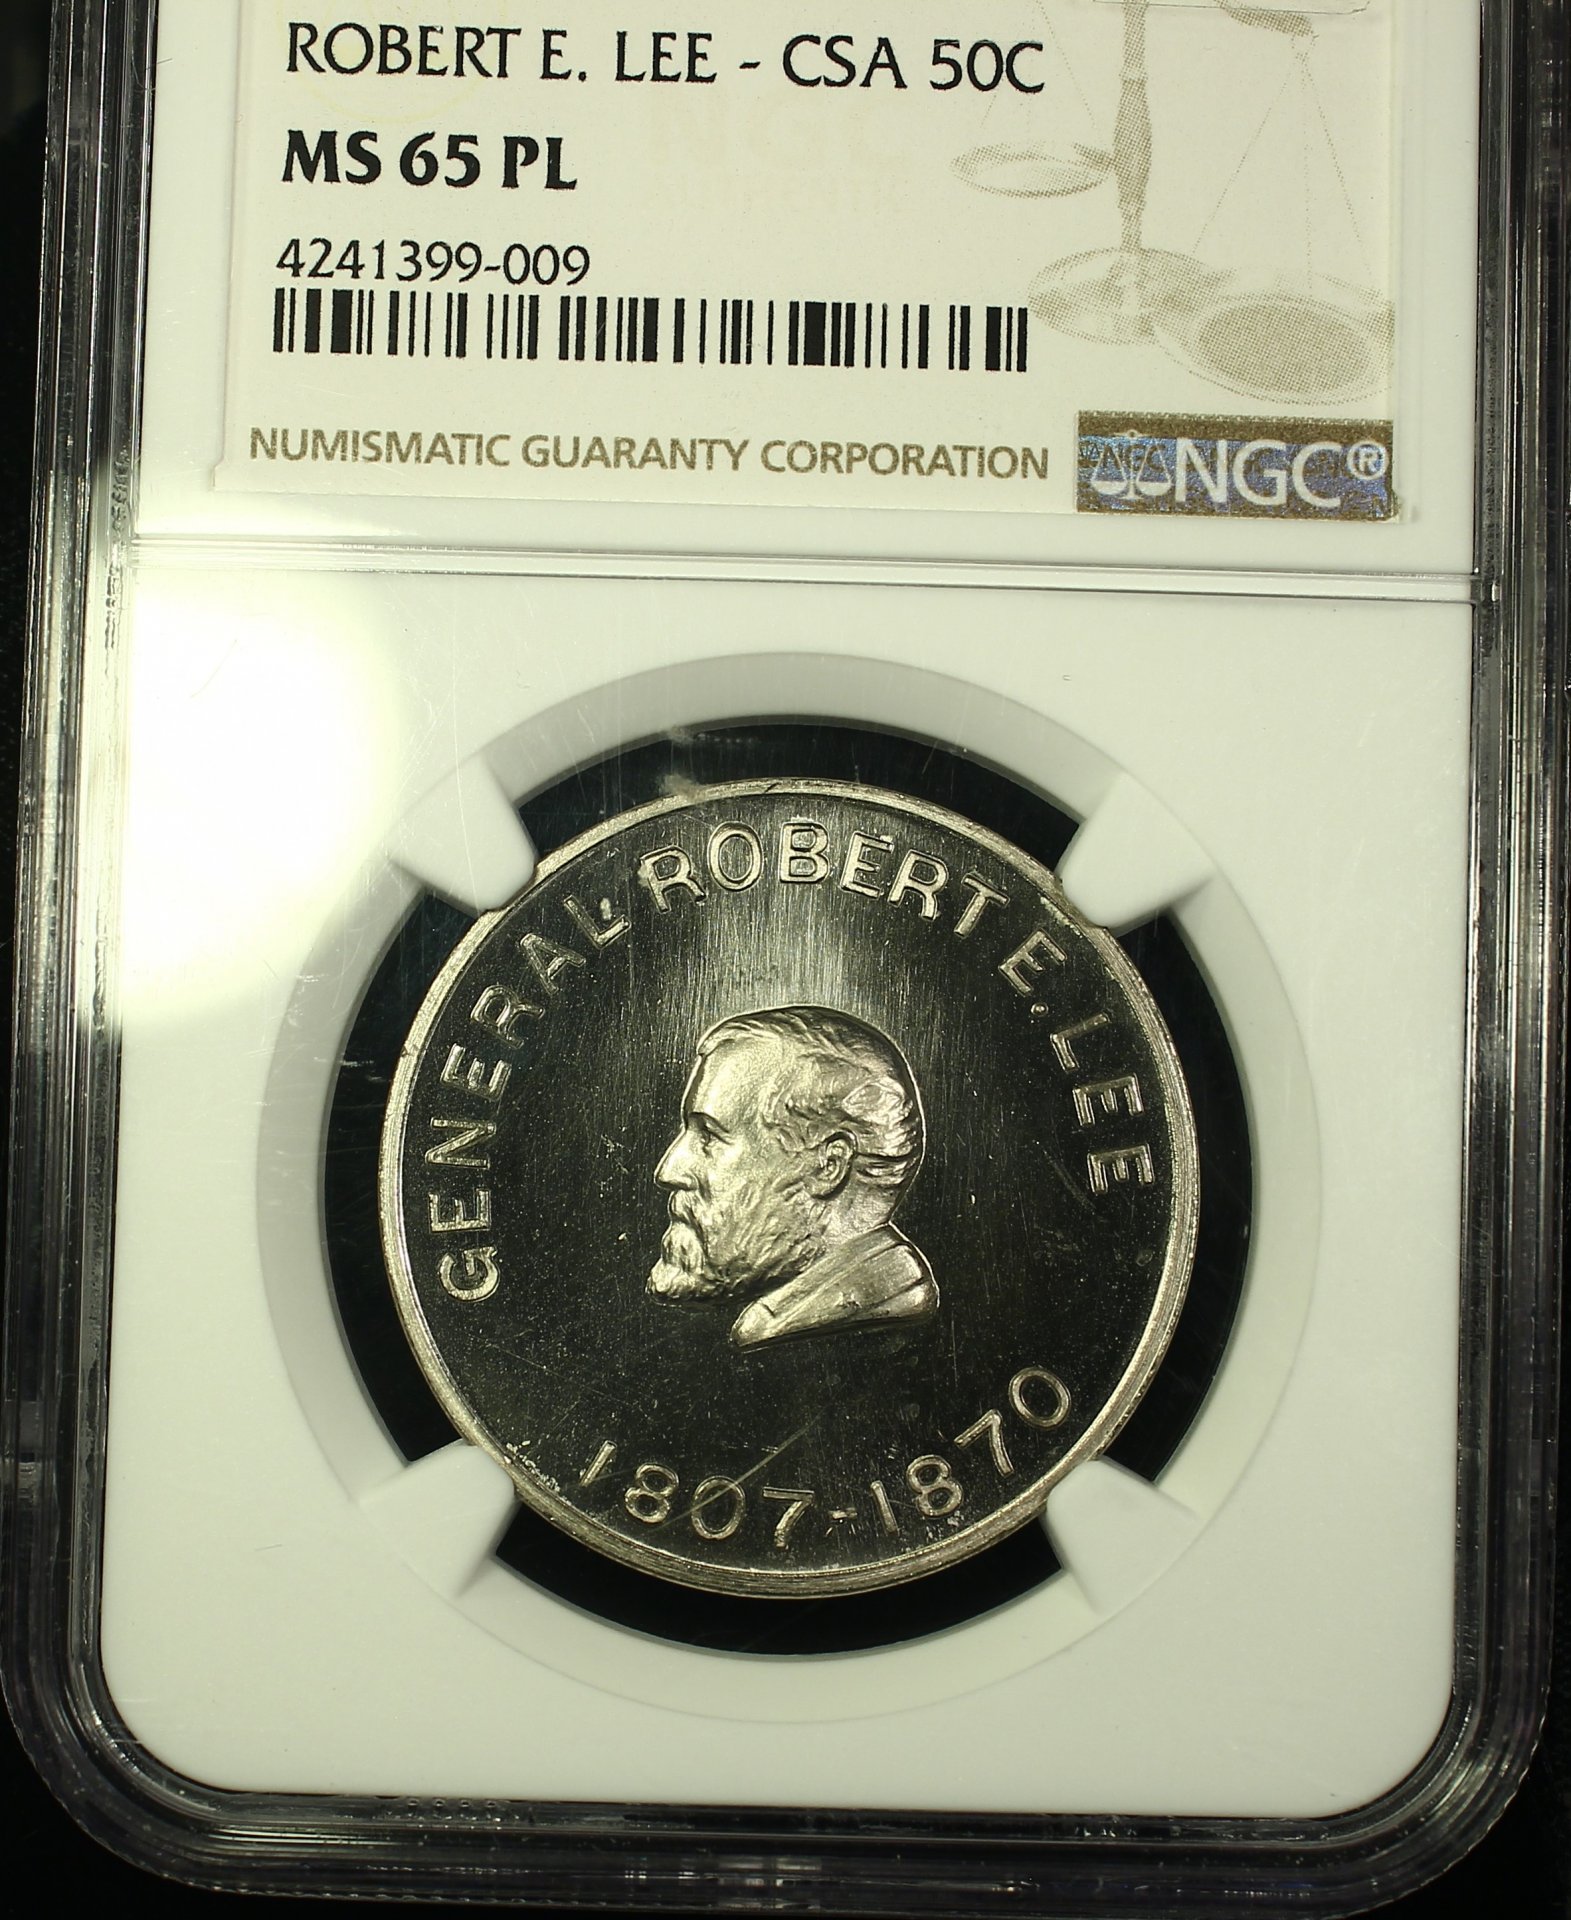 ROBERT E. LEE - CSA 50C
MS 65 PL
4241399-009
NUMISMATIC GUARANTY CORPORATION
NGC®
GENERAL ROBERT E. LEE
1807-1870